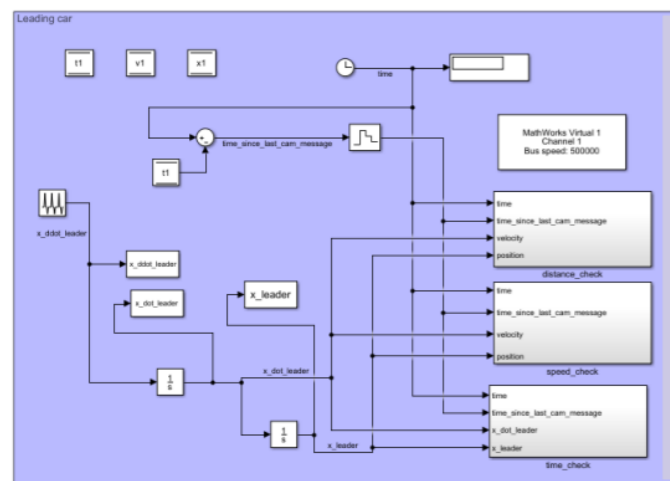 Leading car
t1
v1
x1
time
MathWorks Virtual 1
Channel 1
Bus speed: 500000
+
-
time_since_last_cam_message
t1
x_ddot_leader
x_ddot_leader
x_dot_leader
x_leader
time
time_since_last_cam_message
velocity
position
distance_check
time
time_since_last_cam_message
velocity
position
speed_check
1
s
x_dot_leader
1
s
x_leader
time
time_since_last_cam_message
x_dot_leader
x_leader
time_check